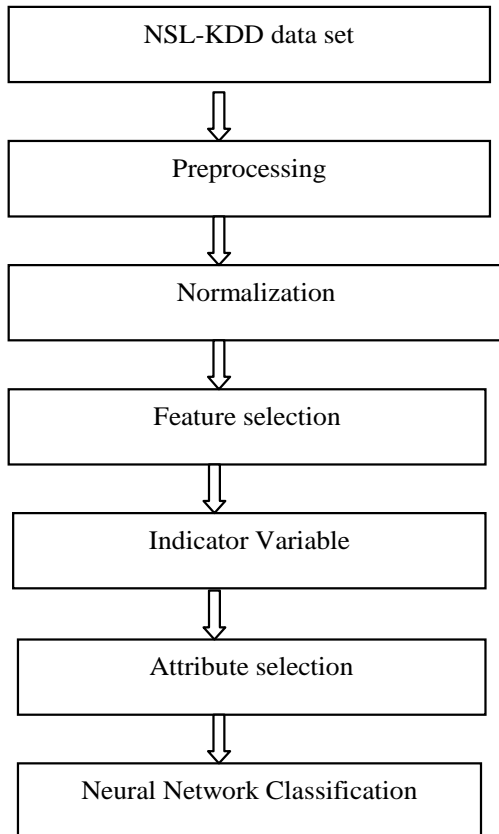 NSL-KDD data set
Preprocessing
Normalization
Feature selection
Indicator Variable
Attribute selection
Neural Network Classification